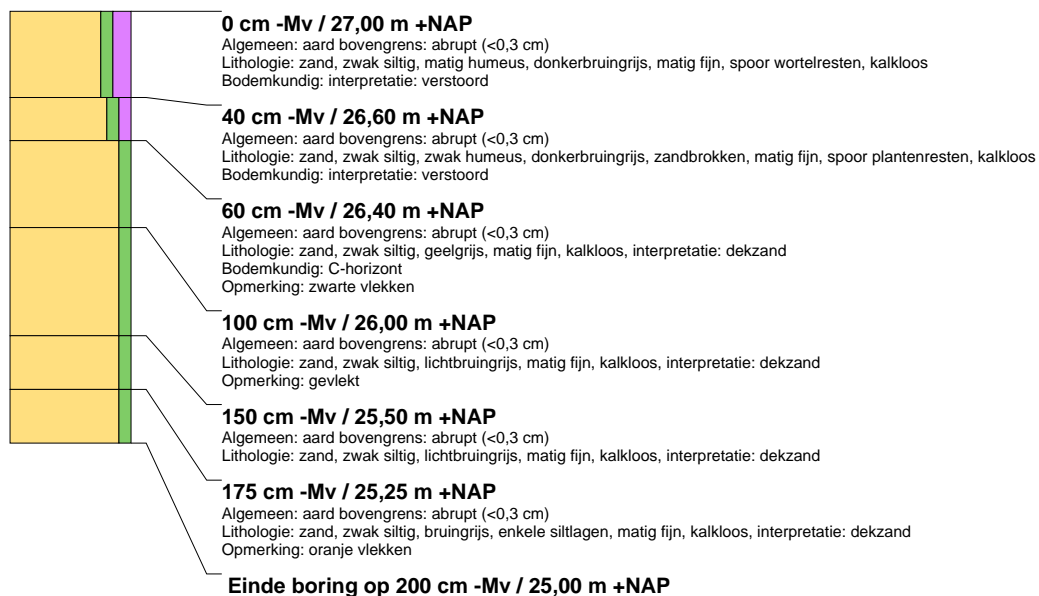 0 cm -Mv / 27,00 m +NAP
Algemeen: aard bovengrens: abrupt (<0,3 cm)
Lithologie: zand, zwak siltig, matig humeus, donkerbruingrijs, matig fijn, spoor wortelresten, kalkloos
Bodemkundig: interpretatie: verstoord
40 cm -Mv / 26,60 m +NAP
Algemeen: aard bovengrens: abrupt (<0,3 cm)
Lithologie: zand, zwak siltig, zwak humeus, donkerbruingrijs, zandbrokken, matig fijn, spoor plantenresten, kalkloos
Bodemkundig: interpretatie: verstoord
60 cm -Mv / 26,40 m +NAP
Algemeen: aard bovengrens: abrupt (<0,3 cm)
Lithologie: zand, zwak siltig, geelgrijs, matig fijn, kalkloos, interpretatie: dekzand
Bodemkundig: C-horizont
Opmerking: zwarte vlekken
100 cm -Mv / 26,00 m +NAP
Algemeen: aard bovengrens: abrupt (<0,3 cm)
Lithologie: zand, zwak siltig, lichtbruingrijs, matig fijn, kalkloos, interpretatie: dekzand
Opmerking: gevlekt
150 cm -Mv / 25,50 m +NAP
Algemeen: aard bovengrens: abrupt (<0,3 cm)
Lithologie: zand, zwak siltig, lichtbruingrijs, matig fijn, kalkloos, interpretatie: dekzand
175 cm -Mv / 25,25 m +NAP
Algemeen: aard bovengrens: abrupt (<0,3 cm)
Lithologie: zand, zwak siltig, bruingrijs, enkele siltlagen, matig fijn, kalkloos, interpretatie: dekzand
Opmerking: oranje vlekken
Einde boring op 200 cm -Mv / 25,00 m +NAP